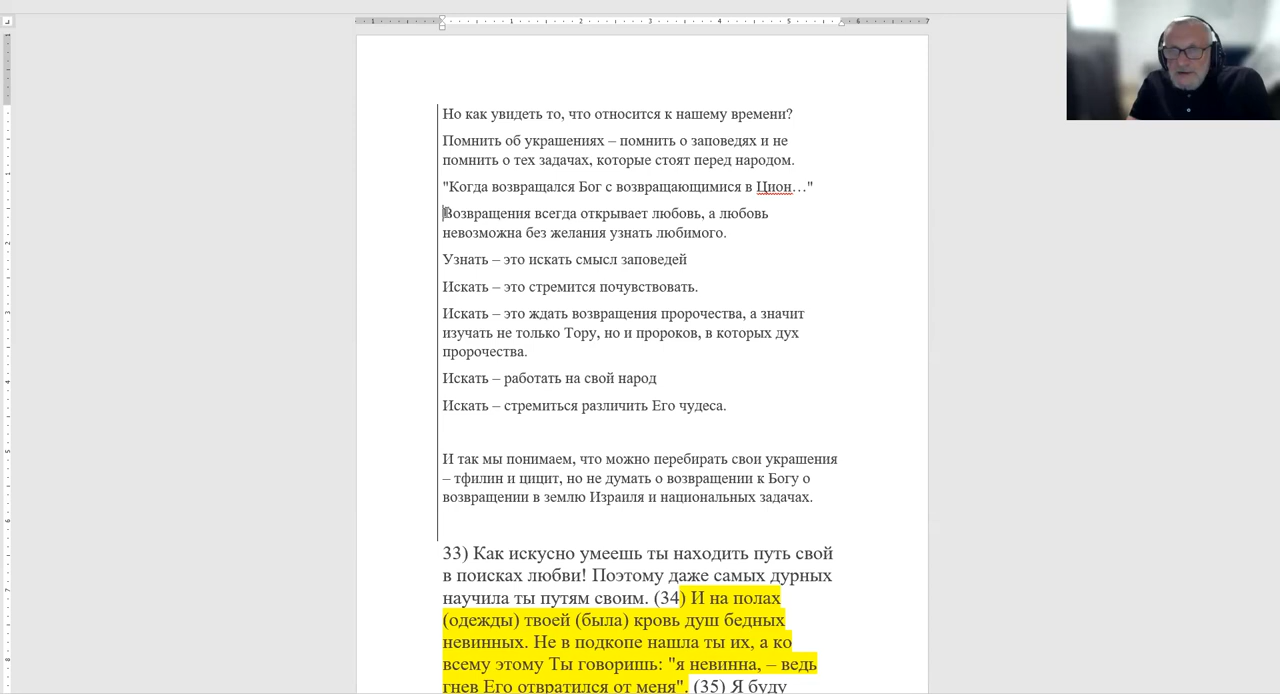 Но как увидеть то, что относится к нашему времени?
Помнить об украшениях – помнить о заповедях и не
помнить о тех задачах, которые стоят перед народом.
"Когда возвращался Бог с возвращающимися в Цион…"
Возвращения всегда открывает любовь, а любовь
невозможна без желания узнать любимого.
Узнать – это искать смысл заповедей
Искать – это стремится почувствовать.
Искать – это ждать возвращения пророчества, а значит
изучать не только Тору, но и пророков, в которых дух
пророчества.
Искать – работать на свой народ
Искать – стремиться различить Его чудеса.
И так мы понимаем, что можно перебирать свои украшения
– тфилин и цицит, но не думать о возвращении к Богу о
возвращении в землю Израиля и национальных задачах.
33) Как искусно умеешь ты находить путь свой
в поисках любви! Поэтому даже самых дурных
научила ты путям своим. (34) И на полах
(одежды) твоей (была) кровь душ бедных
невинных. Не в подкопе нашла ты их, а ко
всему этому Ты говоришь: "я невинна, – ведь
гнев Его отвратился от меня". (35) Я буду